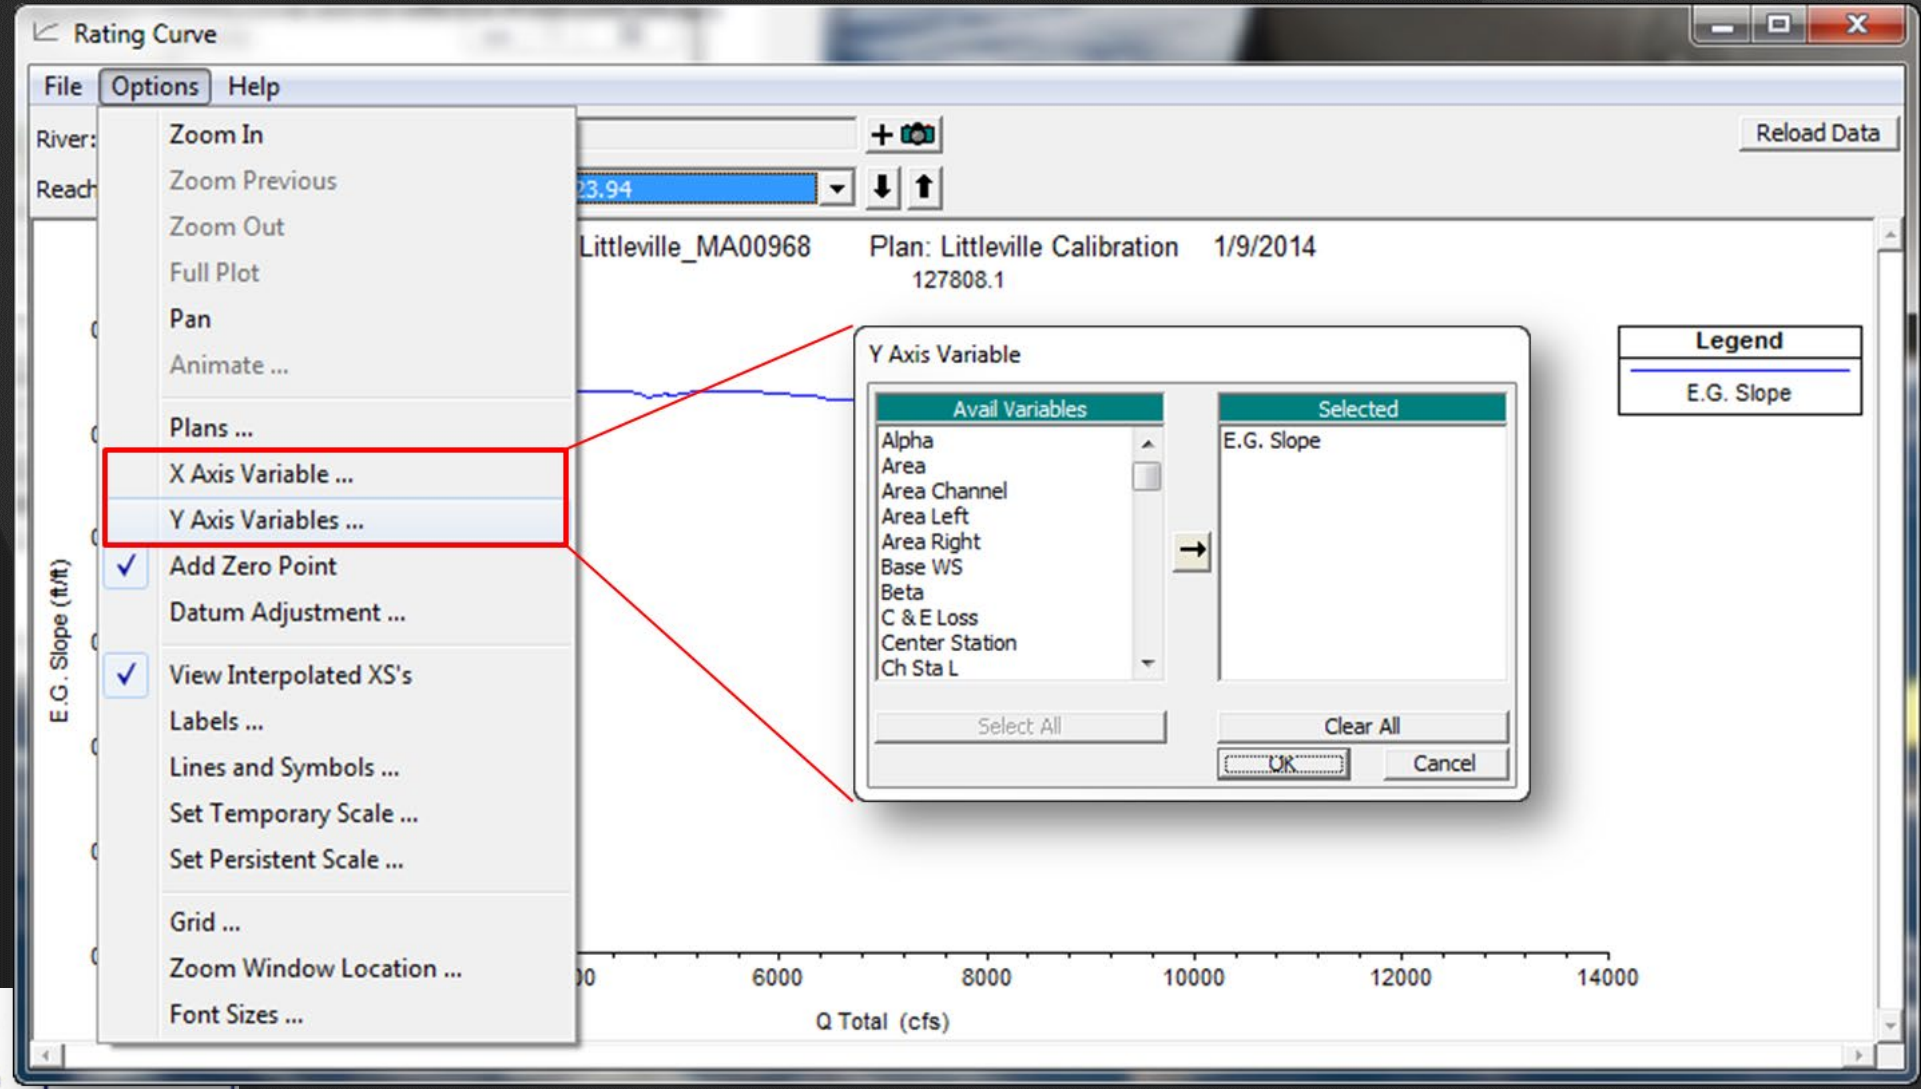 Rating Curve
File Options Help
River:
Reload Data
Reach
23.94
Zoom In
Zoom Previous
Zoom Out
Full Plot
Pan
Animate ...
Plans ...
X Axis Variable ...
Y Axis Variables ...
Add Zero Point
Datum Adjustment ...
View Interpolated XS's
Labels ...
Lines and Symbols ...
Set Temporary Scale ...
Set Persistent Scale ...
Grid ...
Zoom Window Location ...
Font Sizes ...
Littleville_MA00968 Plan: Littleville Calibration 1/9/2014
127808.1
Y Axis Variable
Avail Variables
Alpha
Area
Area Channel
Area Left
Area Right
Base WS
Beta
C & E Loss
Center Station
Ch Sta L
Select All
Selected
E.G. Slope
Clear All
OK Cancel
Legend
E.G. Slope
E.G. Slope (ft/ft)
6000 8000 10000 12000 14000
Q Total (cfs)